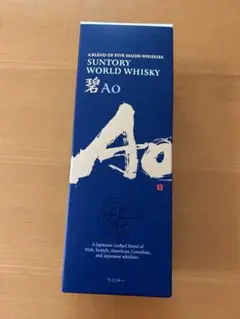 A BLEND OF FIVE MAJOR WHISKIES
SUNTORY
WORLD WHISKY
碧Ao
Ao
A Japanese crafted blend of
Irish, Scotch, American, Canadian,
and Japanese whiskies
ウイスキー